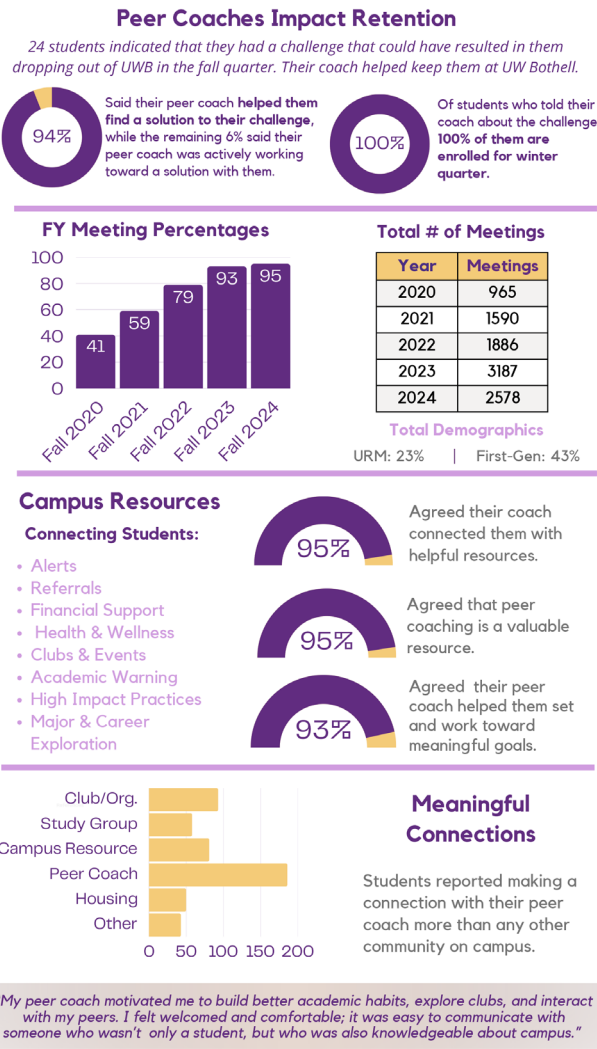 Peer Coaches Impact Retention
24 students indicated that they had a challenge that could have resulted in them
dropping out of UWB in the fall quarter. Their coach helped keep them at UW Bothell.
94%
Said their peer coach helped them
find a solution to their challenge,
while the remaining 6% said their
peer coach was actively working
toward a solution with them.
100%
Of students who told their
coach about the challenge
100% of them are
enrolled for winter
quarter.
FY Meeting Percentages
100
80
60
40
20
0
41
59
79
93
95
Fall 2020
Fall 2021
Fall 2022
Fall 2023
Fall 2024
Total # of Meetings
Year Meetings
2020 965
2021 1590
2022 1886
2023 3187
2024 2578
Total Demographics
URM: 23% | First-Gen: 43%
Campus Resources
Connecting Students:
• Alerts
• Referrals
• Financial Support
• Health & Wellness
• Clubs & Events
• Academic Warning
• High Impact Practices
• Major & Career
Exploration
95%
Agreed their coach
connected them with
helpful resources.
95%
Agreed that peer
coaching is a valuable
resource.
93%
Agreed their peer
coach helped them set
and work toward
meaningful goals.
Club/Org.
Study Group
Campus Resource
Peer Coach
Housing
Other
0 50 100 150 200
Meaningful
Connections
Students reported making a
connection with their peer
coach more than any other
community on campus.
My peer coach motivated me to build better academic habits, explore clubs, and interact
with my peers. I felt welcomed and comfortable; it was easy to communicate with
someone who wasn't only a student, but who was also knowledgeable about campus."